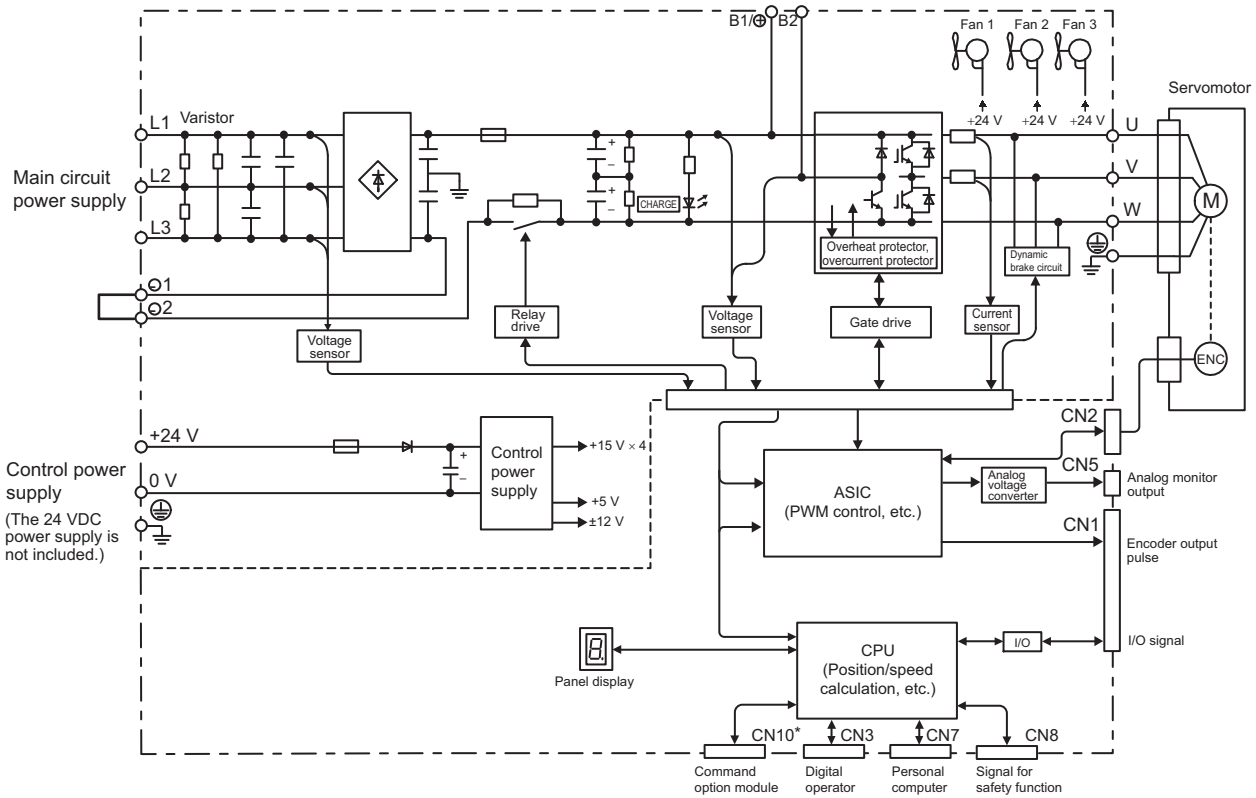 B1/⊕ B2
Fan 1 Fan 2 Fan 3
+24 V +24 V +24 V
Servomotor
Main circuit
power supply
L1
L2
L3
Varistor
⊖1
⊖2
CHARGE
Overheat protector,
overcurrent protector
U
V
W
M
Dynamic
brake circuit
Voltage
sensor
Relay
drive
Voltage
sensor
Gate drive
Current
sensor
ENC
Control power
supply
(The 24 VDC
power supply is
not included.)
+24 V
0 V
+
–
+
–
+
–
Control
power
supply
+15 V × 4
+5 V
±12 V
ASIC
(PWM control, etc.)
Analog
voltage
converter
CN2
CN5
Analog monitor
output
CN1
Encoder output
pulse
I/O
I/O signal
8.
Panel display
CPU
(Position/speed
calculation, etc.)
CN10* CN3 CN7 CN8
Command
option module
Digital
operator
Personal
computer
Signal for
safety function